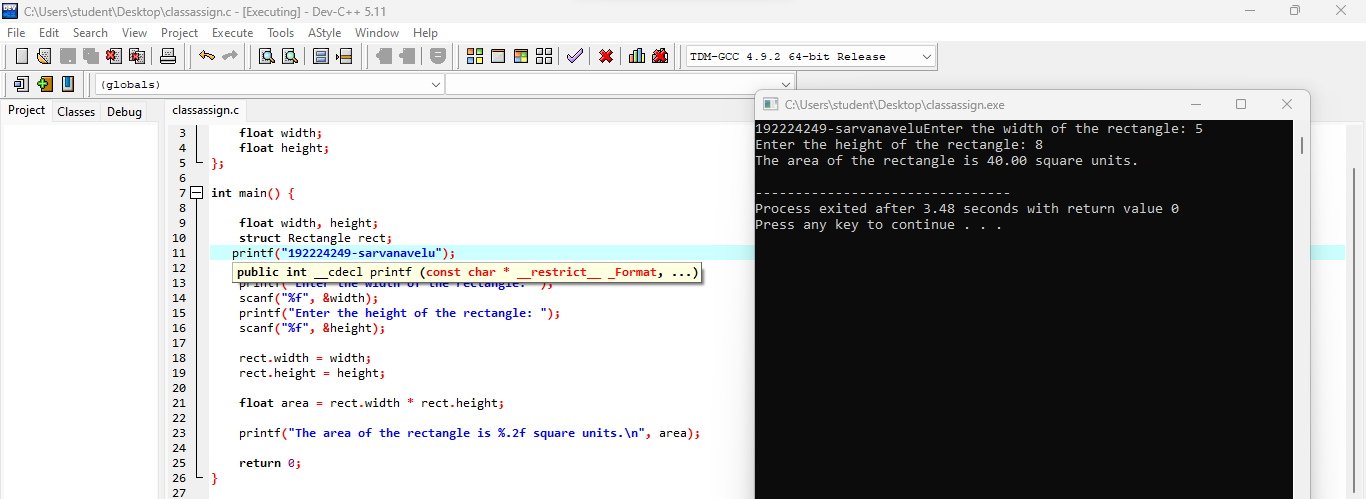 C:\Users\student\Desktop\classassign.c - [Executing] - Dev-C++ 5.11
File Edit Search View Project Execute Tools AStyle Window Help
TDM-GCC 4.9.2 64-bit Release
(globals)
Project Classes Debug
classassign.c
3 float width;
4 float height;
5 };
6
7 int main() {
8
9 float width, height;
10 struct Rectangle rect;
11 printf("192224249-sarvanavelu");
12
public int __cdecl printf (const char * __restrict__ _Format, ...)
13 printf("Enter the width of the rectangle: ");
14 scanf("%f", &width);
15 printf("Enter the height of the rectangle: ");
16 scanf("%f", &height);
17
18 rect.width = width;
19 rect.height = height;
20
21 float area = rect.width * rect.height;
22
23 printf("The area of the rectangle is %.2f square units.\n", area);
24
25 return 0;
26 }
27
C:\Users\student\Desktop\classassign.exe
192224249-sarvanaveluEnter the width of the rectangle: 5
Enter the height of the rectangle: 8
The area of the rectangle is 40.00 square units.
--------------------------------
Process exited after 3.48 seconds with return value 0
Press any key to continue . . .